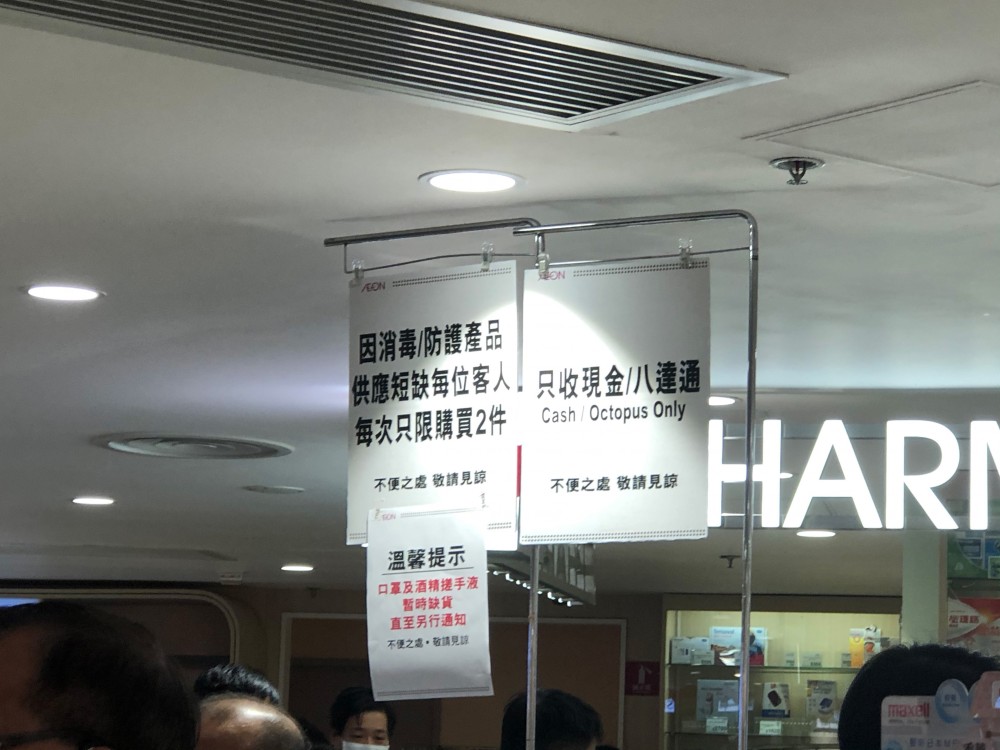 AEON
因消毒/防護產品
供應短缺每位客人
每次只限購買2件
不便之處 敬請見諒
AEON
只收現金/八達通
Cash / Octopus Only
不便之處 敬請見諒
AEON
溫馨提示
口罩及酒精搓手液
暫時缺貨
直至另行通知
不便之處，敬請見諒
HARM
maxell